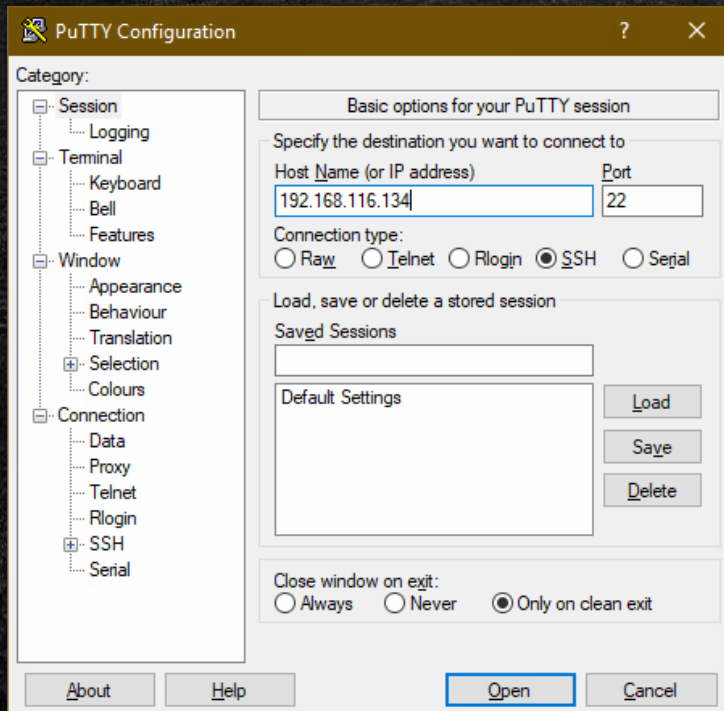 PuTTY Configuration
?
Category:
Session
Logging
Terminal
Keyboard
Bell
Features
Window
Appearance
Behaviour
Translation
Selection
Colours
Connection
Data
Proxy
Telnet
Rlogin
SSH
Serial
Basic options for your PuTTY session
Specify the destination you want to connect to
Host Name (or IP address) Port
192.168.116.134 22
Connection type:
Raw Telnet Rlogin SSH Serial
Load, save or delete a stored session
Saved Sessions
Default Settings
Load
Save
Delete
Close window on exit:
Always Never Only on clean exit
About Help Open Cancel